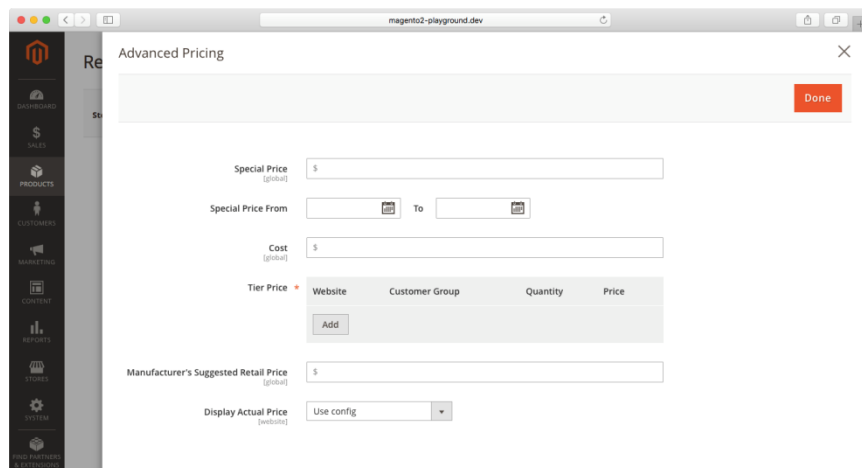 magento2-playground.dev
Advanced Pricing
Done
Re
Sto
DASHBOARD
$
SALES
PRODUCTS
CUSTOMERS
MARKETING
CONTENT
REPORTS
STORES
SYSTEM
FIND PARTNERS
& EXTENSIONS
Special Price $
[global]
Special Price From To
Cost $
[global]
Tier Price * Website Customer Group Quantity Price
Add
Manufacturer's Suggested Retail Price $
[global]
Display Actual Price Use config
[website]